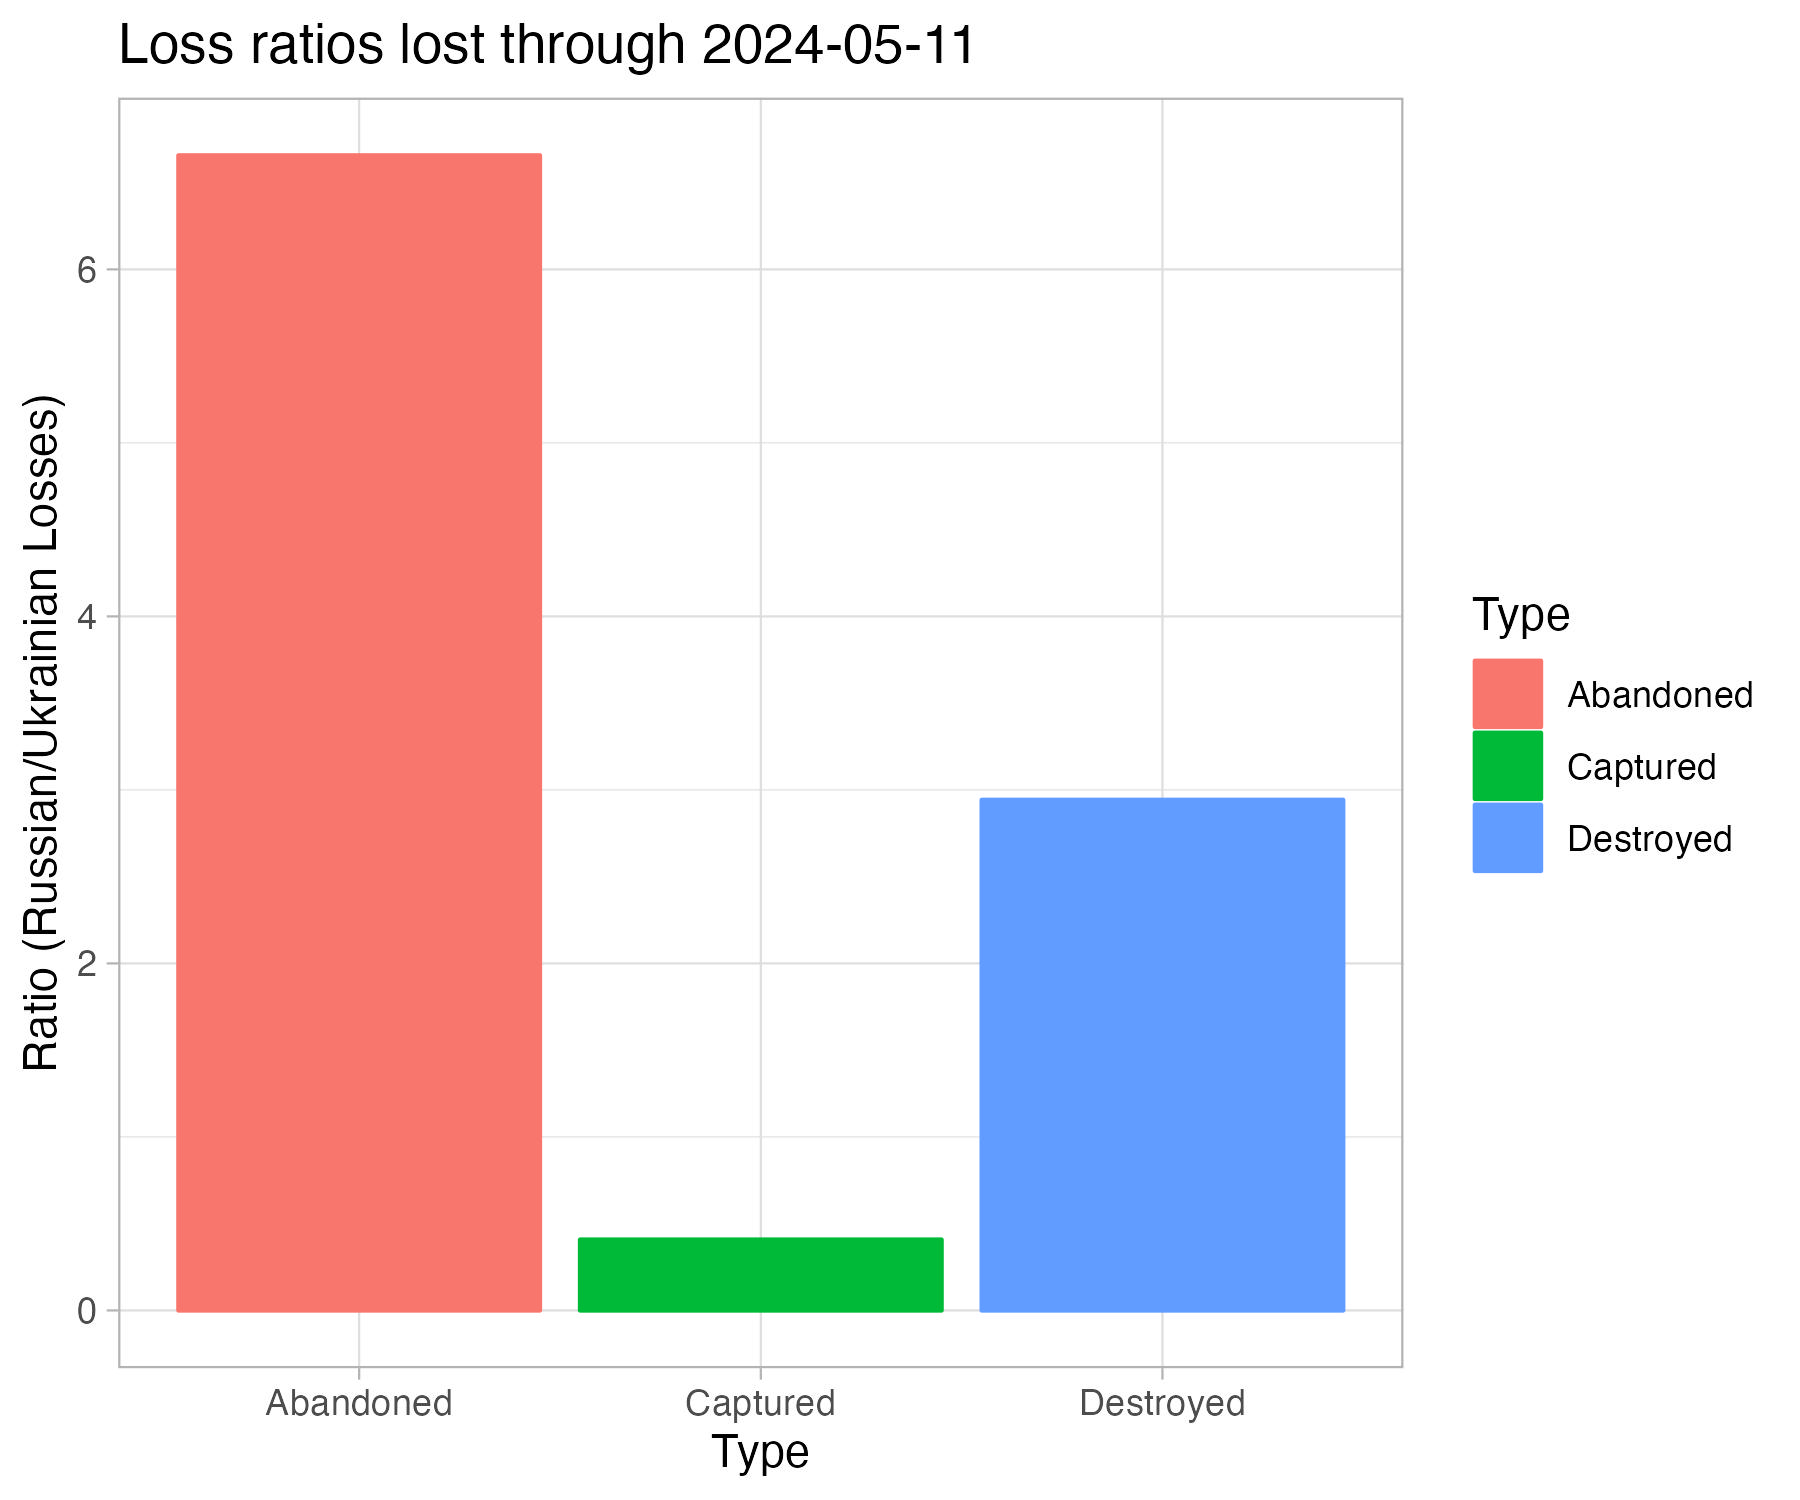 Loss ratios lost through 2024-05-11
Ratio (Russian/Ukrainian Losses)
6
4
2
0
Abandoned
Captured
Destroyed
Type
Type
Abandoned
Captured
Destroyed